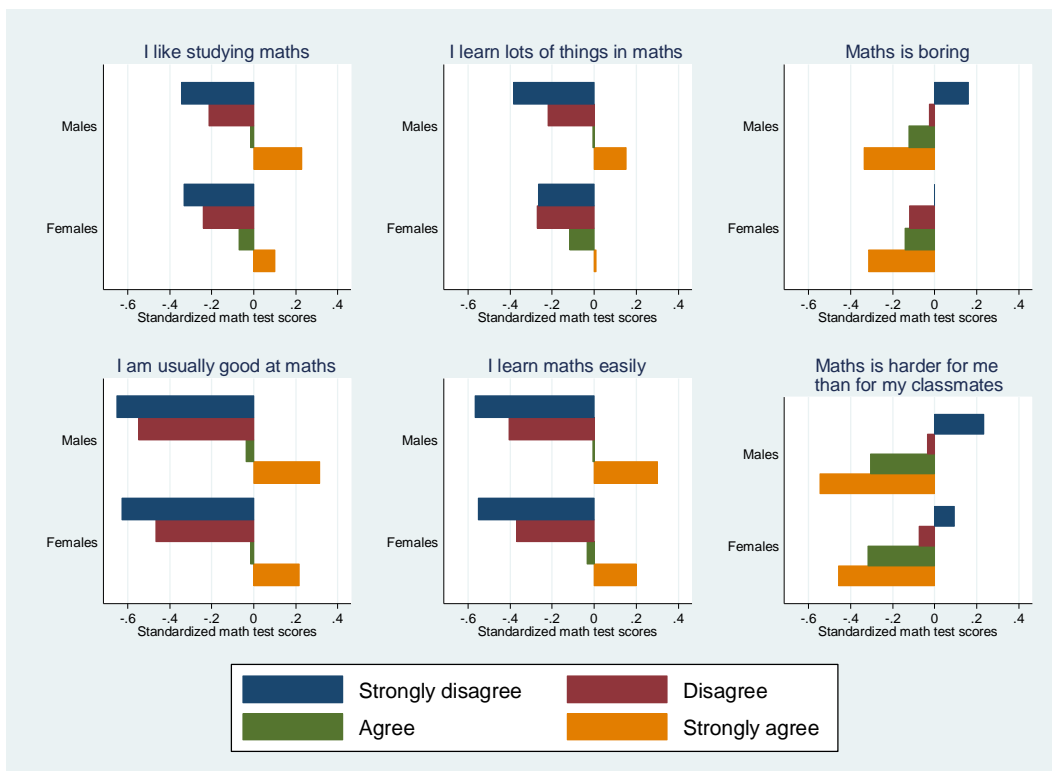 I like studying maths
Males
Females
-.6 -.4 -.2 0 .2 .4
Standardized math test scores
I learn lots of things in maths
Males
Females
-.6 -.4 -.2 0 .2 .4
Standardized math test scores
Maths is boring
Males
Females
-.6 -.4 -.2 0 .2 .4
Standardized math test scores
I am usually good at maths
Males
Females
-.6 -.4 -.2 0 .2 .4
Standardized math test scores
I learn maths easily
Males
Females
-.6 -.4 -.2 0 .2 .4
Standardized math test scores
Maths is harder for me
than for my classmates
Males
Females
-.6 -.4 -.2 0 .2 .4
Standardized math test scores
Strongly disagree Disagree
Agree Strongly agree